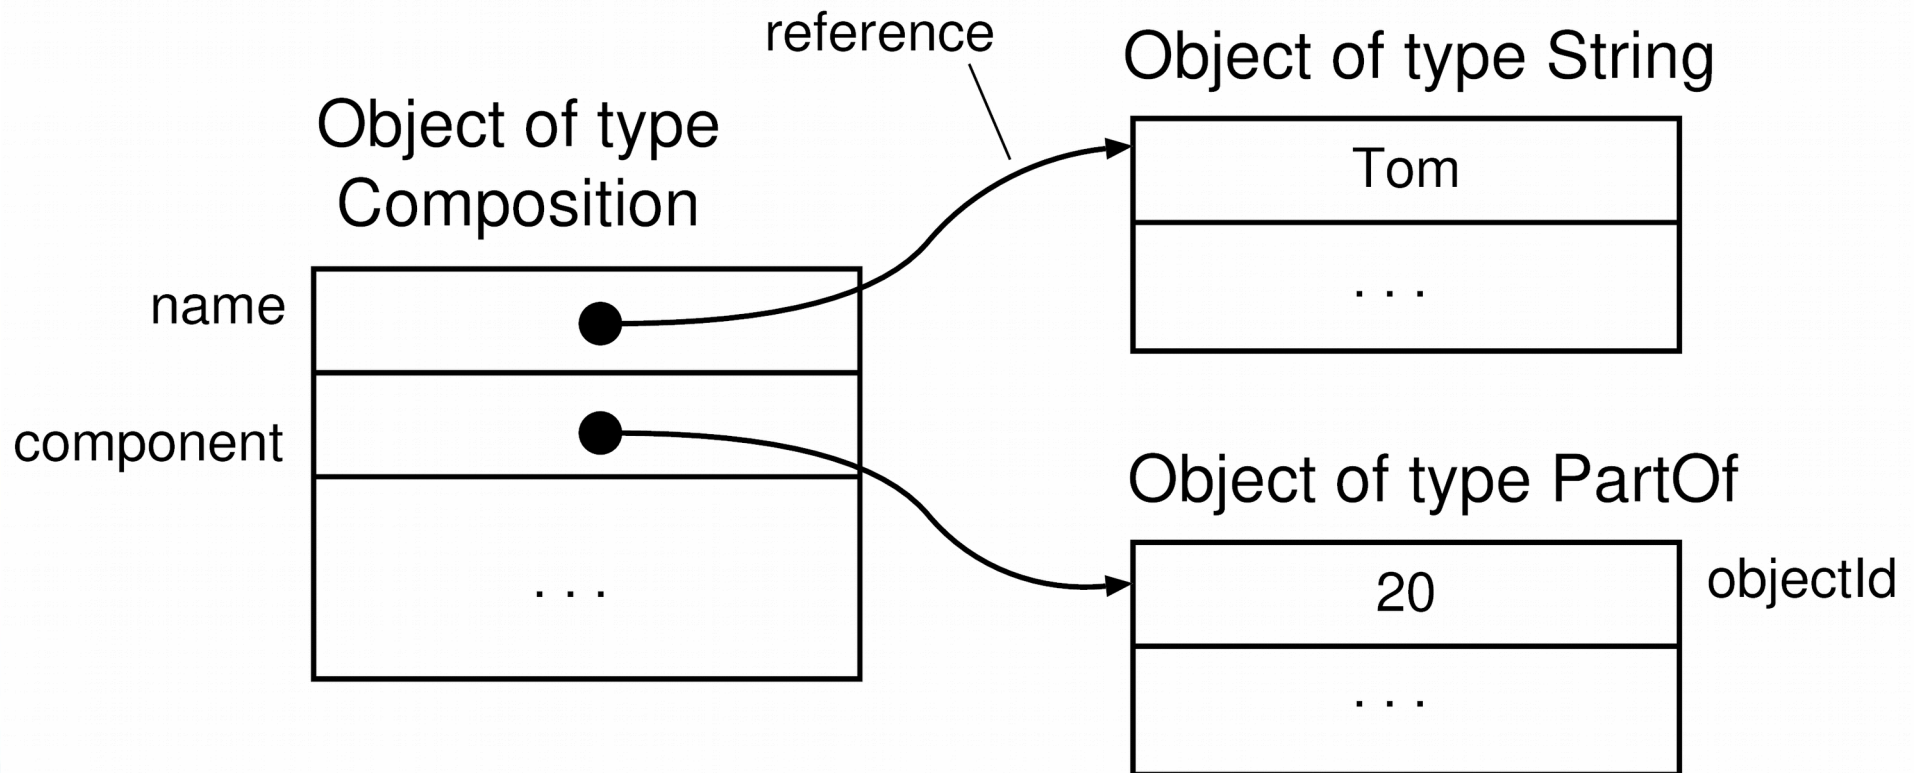 reference
Object of type String
Object of type
Composition
Tom
name
. . .
component
Object of type PartOf
20
objectId
. . .
. . .